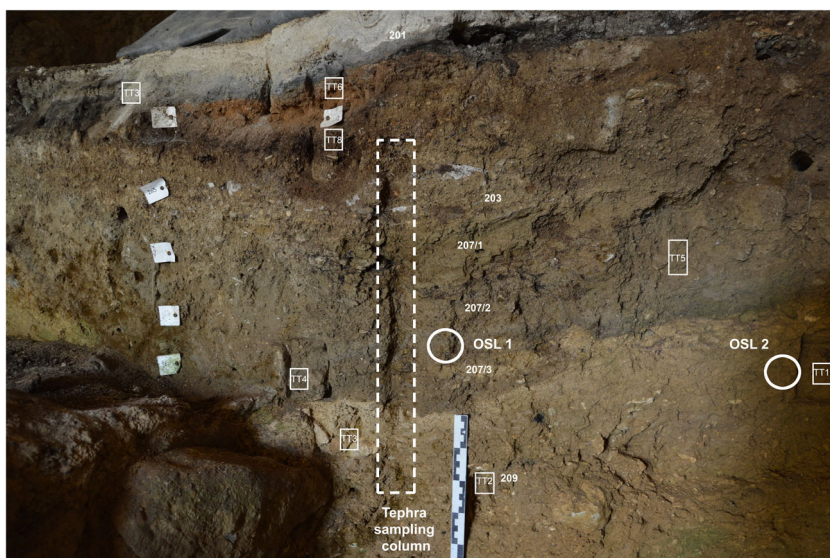 201
TT3
TT6
TT8
203
207/1
TT5
207/2
OSL 1
OSL 2
207/3
TT1
TT4
TT3
TT2
209
Tephra
sampling
column